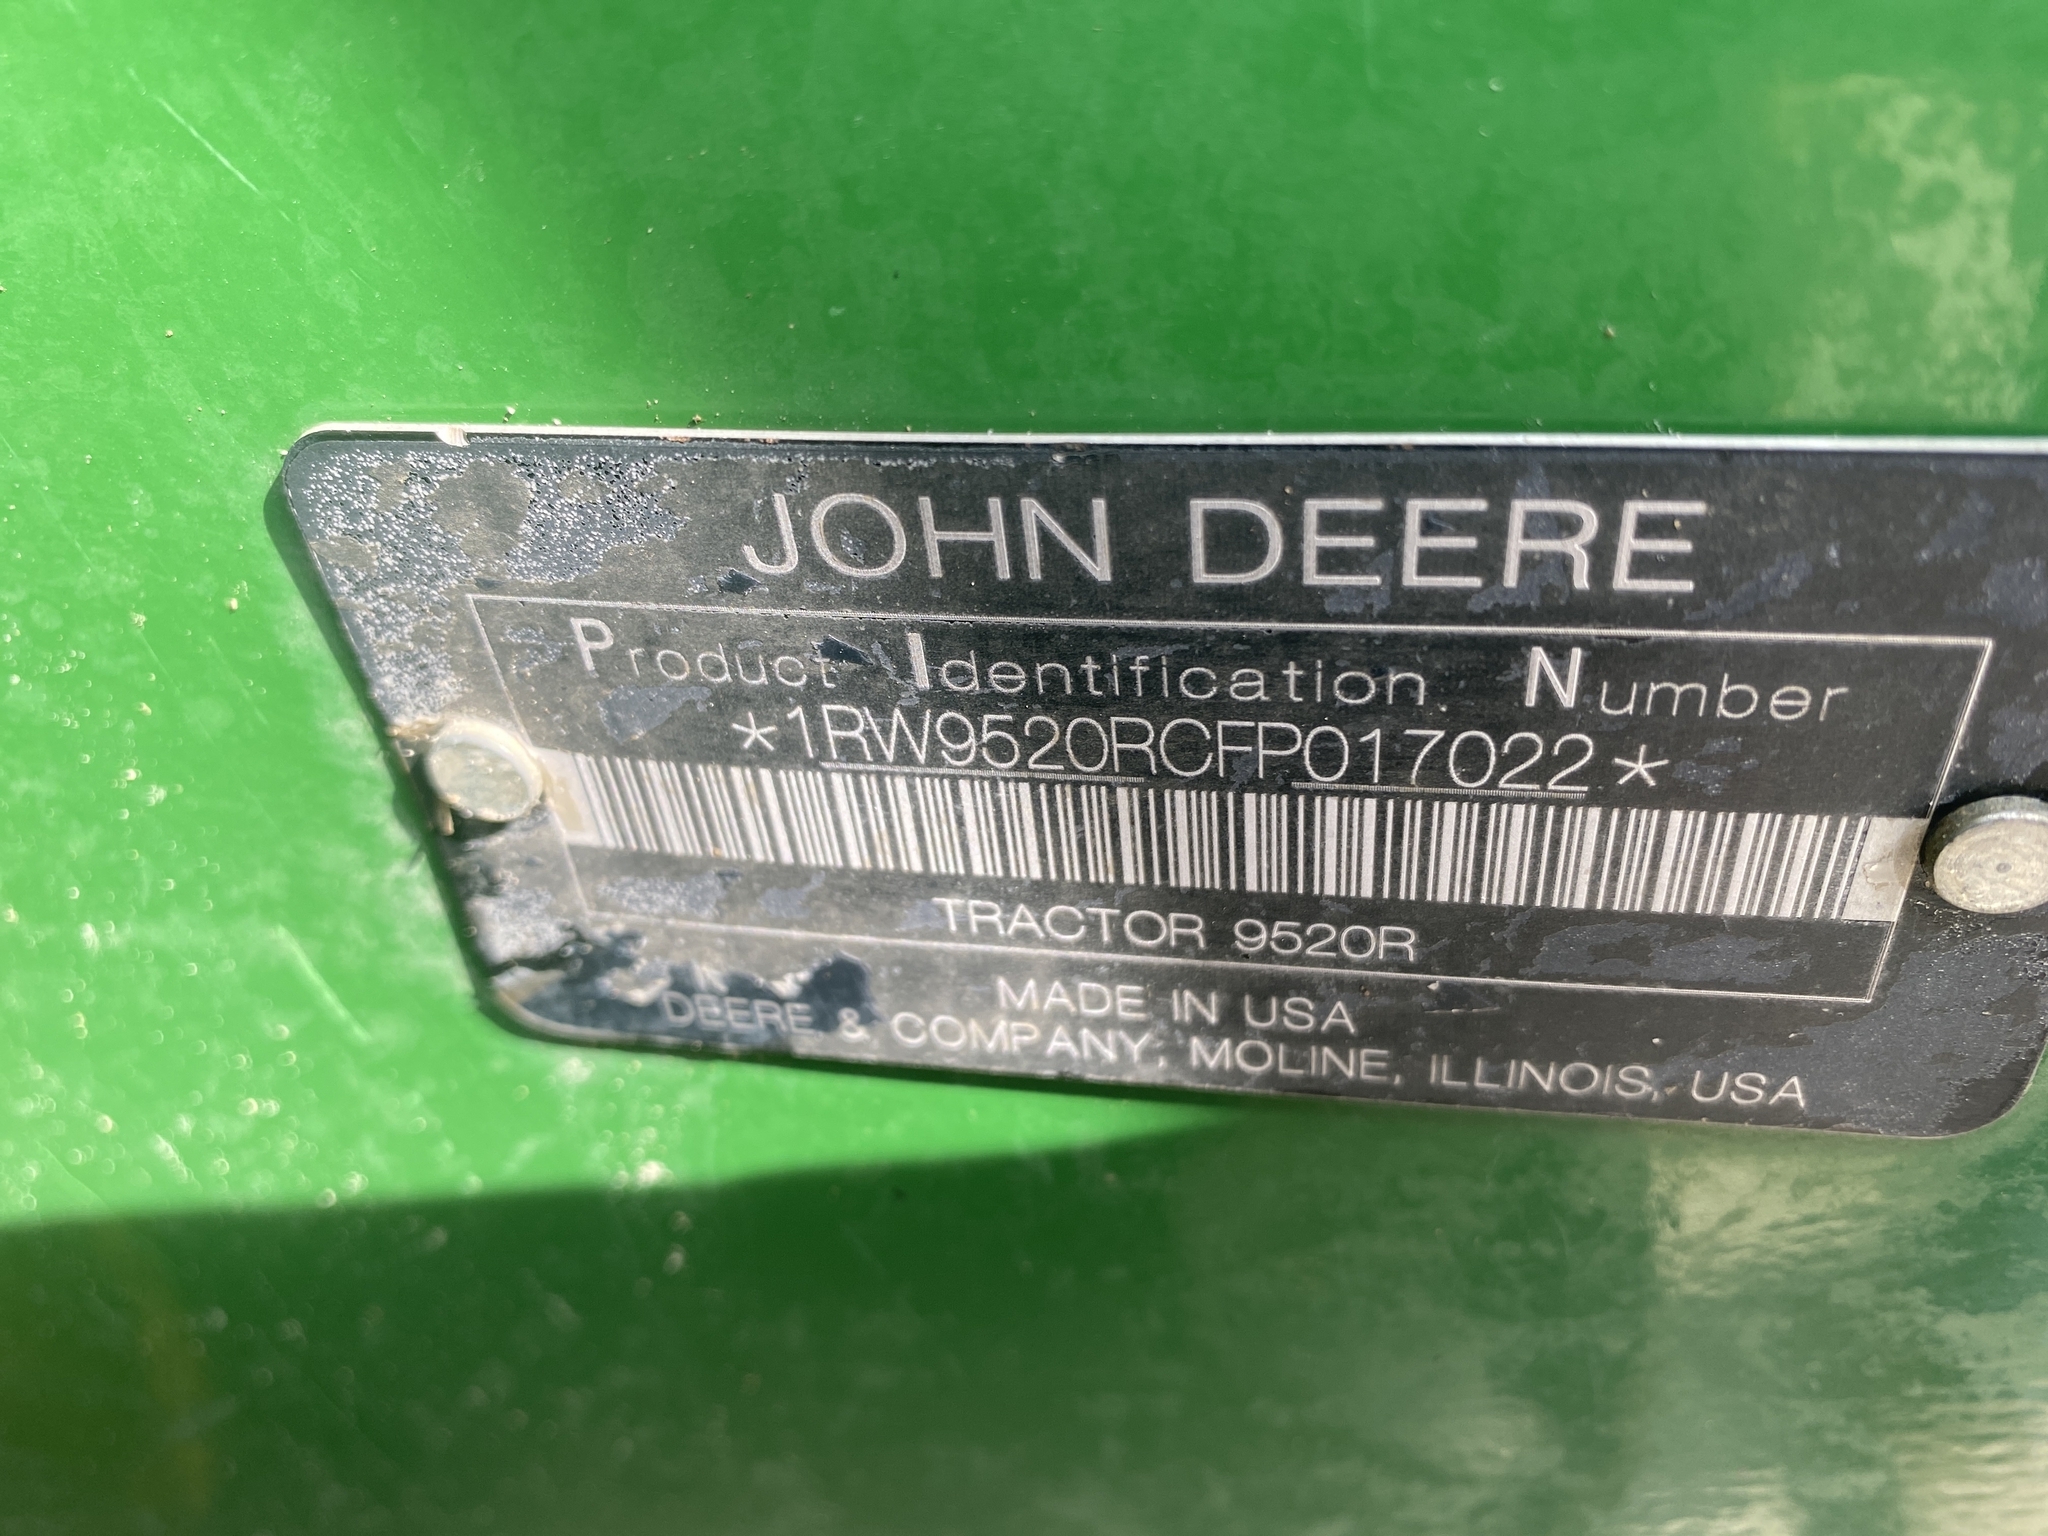 JOHN DEERE
Product Identification Number
*1RW9520RCFP017022*
TRACTOR 9520R
MADE IN USA
DEERE & COMPANY, MOLINE, ILLINOIS, USA